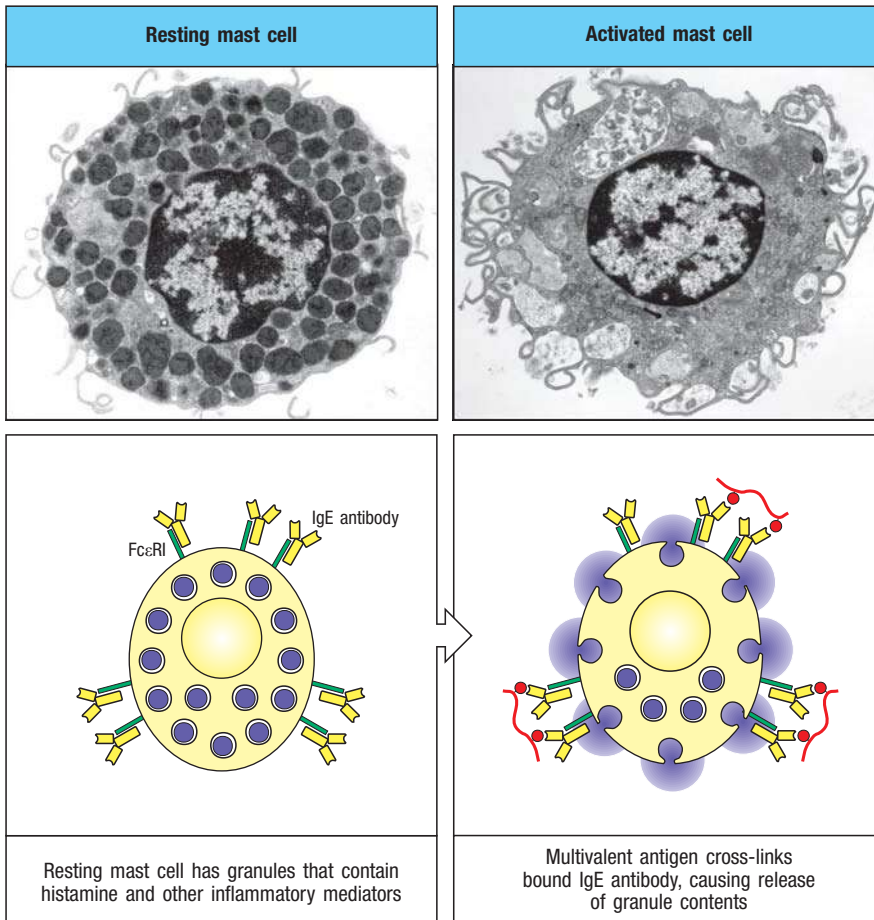 Resting mast cell
Activated mast cell
IgE antibody
FcεRI
Resting mast cell has granules that contain
histamine and other inflammatory mediators
Multivalent antigen cross-links
bound IgE antibody, causing release
of granule contents